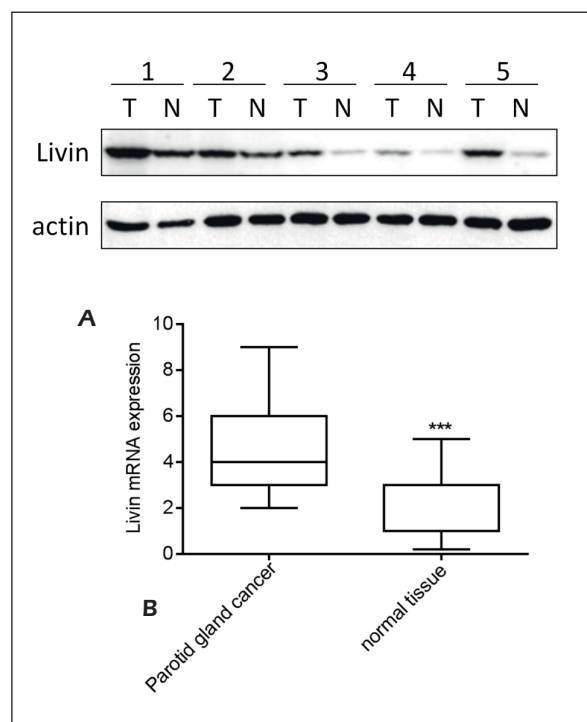 1 2 3 4 5
T N T N T N T N T N
Livin
actin
A
10
8
6
4
2
0
Livin mRNA expression
***
Parotid gland cancer
normal tissue
B